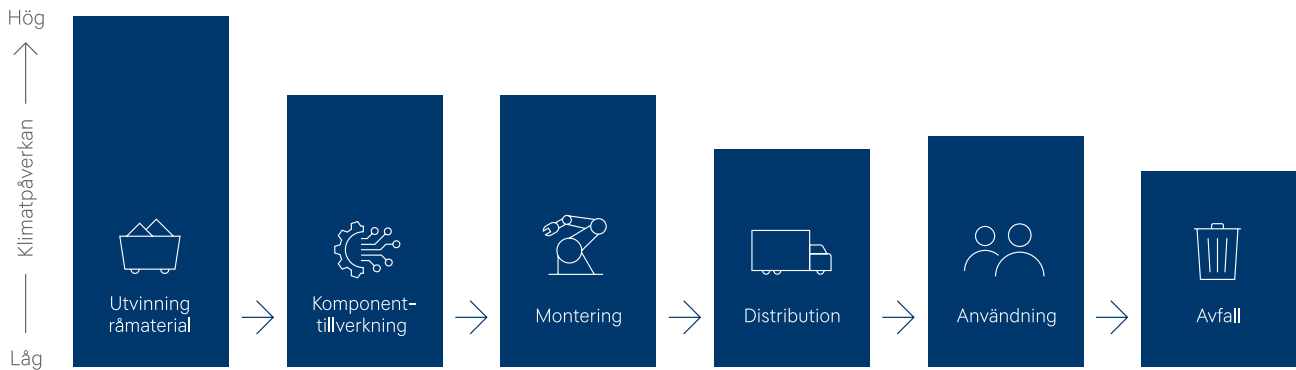 Hög
Klimatpåverkan
Låg
Utvinning
råmaterial
Komponent-
tillverkning
Montering
Distribution
Användning
Avfall